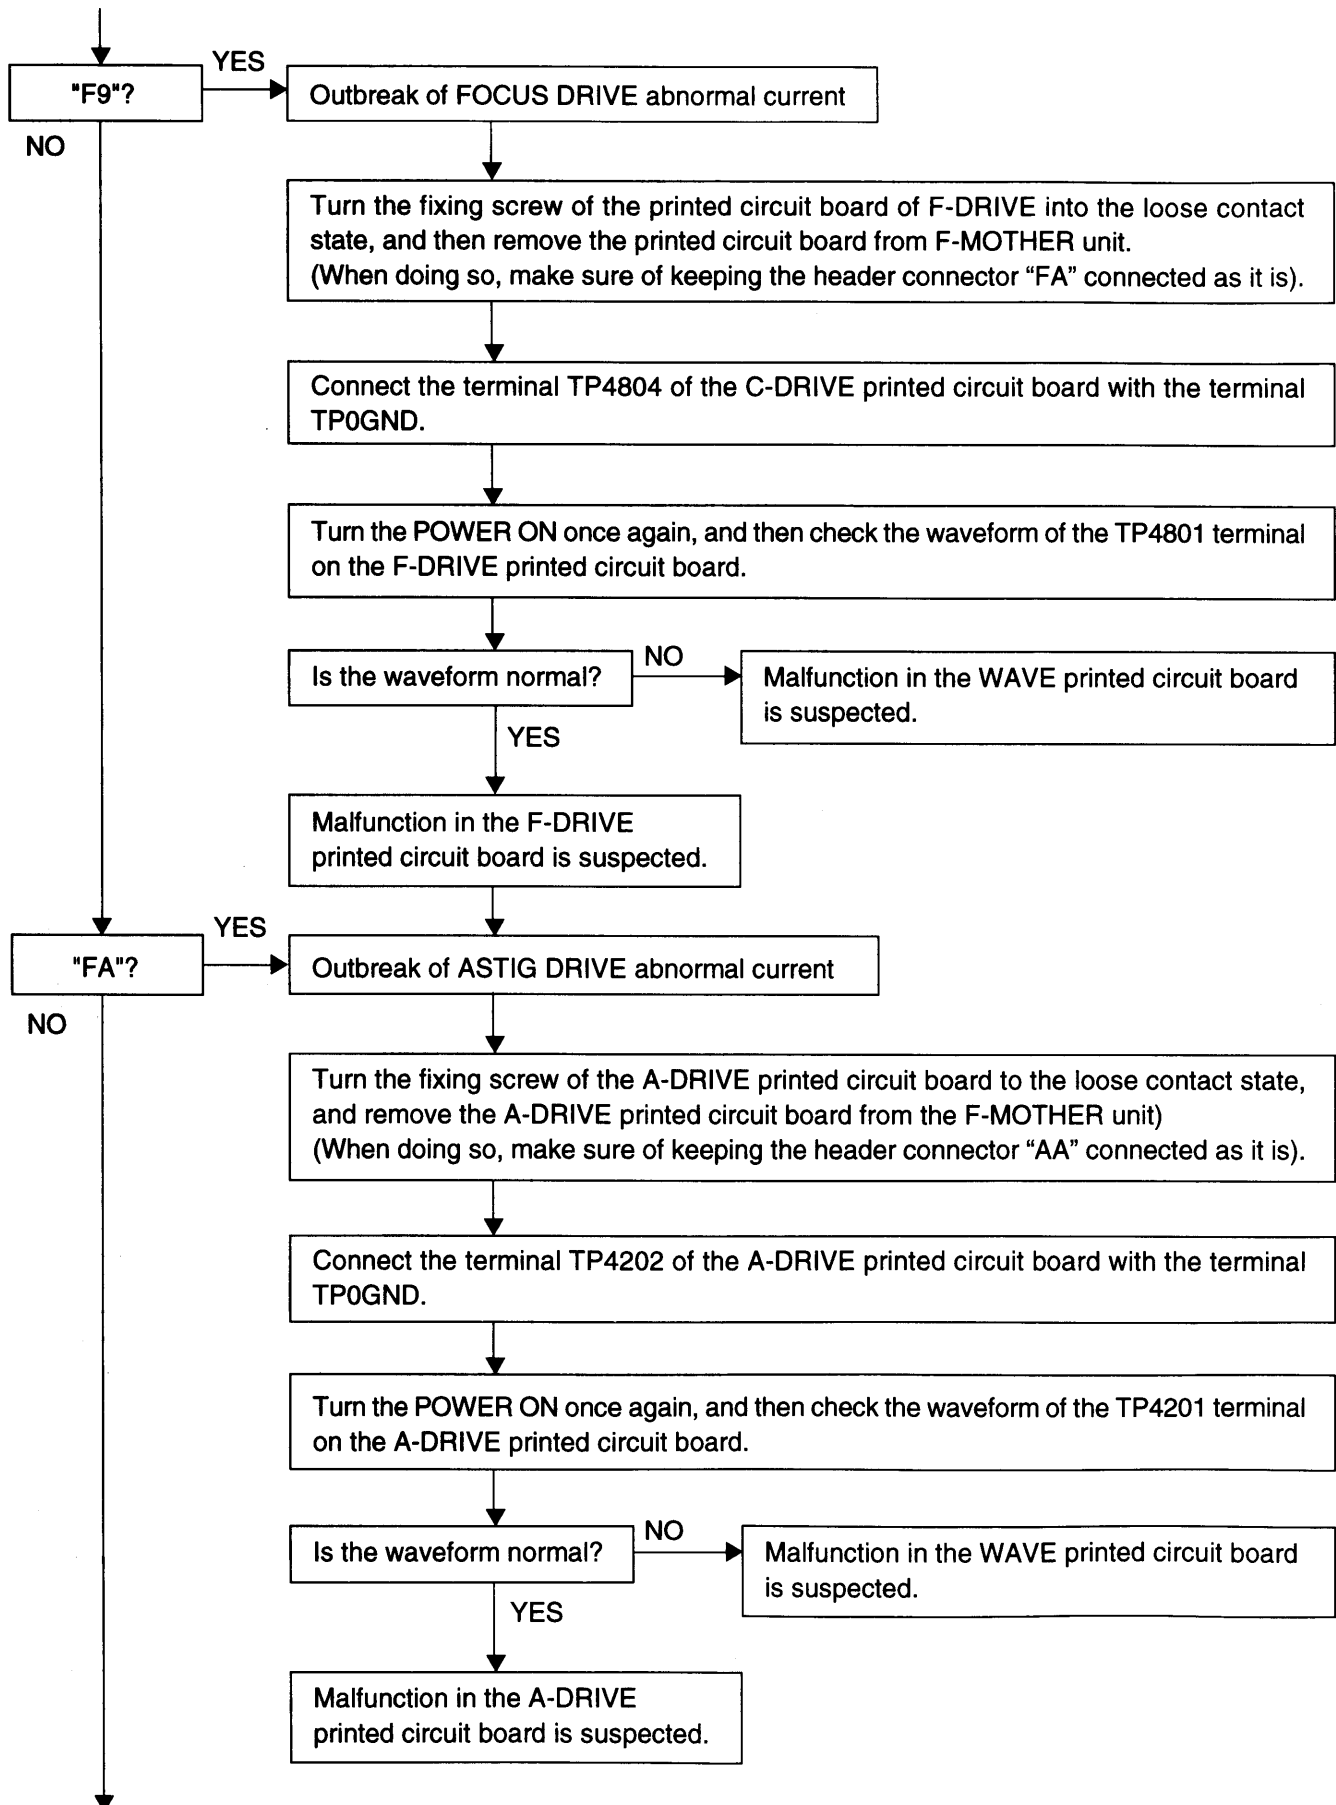 "F9"?
YES
Outbreak of FOCUS DRIVE abnormal current
NO
Turn the fixing screw of the printed circuit board of F-DRIVE into the loose contact
state, and then remove the printed circuit board from F-MOTHER unit.
(When doing so, make sure of keeping the header connector “FA” connected as it is).
Connect the terminal TP4804 of the C-DRIVE printed circuit board with the terminal
TP0GND.
Turn the POWER ON once again, and then check the waveform of the TP4801 terminal
on the F-DRIVE printed circuit board.
Is the waveform normal?
NO
Malfunction in the WAVE printed circuit board
is suspected.
YES
Malfunction in the F-DRIVE
printed circuit board is suspected.
"FA"?
YES
Outbreak of ASTIG DRIVE abnormal current
NO
Turn the fixing screw of the A-DRIVE printed circuit board to the loose contact state,
and remove the A-DRIVE printed circuit board from the F-MOTHER unit)
(When doing so, make sure of keeping the header connector “AA” connected as it is).
Connect the terminal TP4202 of the A-DRIVE printed circuit board with the terminal
TP0GND.
Turn the POWER ON once again, and then check the waveform of the TP4201 terminal
on the A-DRIVE printed circuit board.
Is the waveform normal?
NO
Malfunction in the WAVE printed circuit board
is suspected.
YES
Malfunction in the A-DRIVE
printed circuit board is suspected.